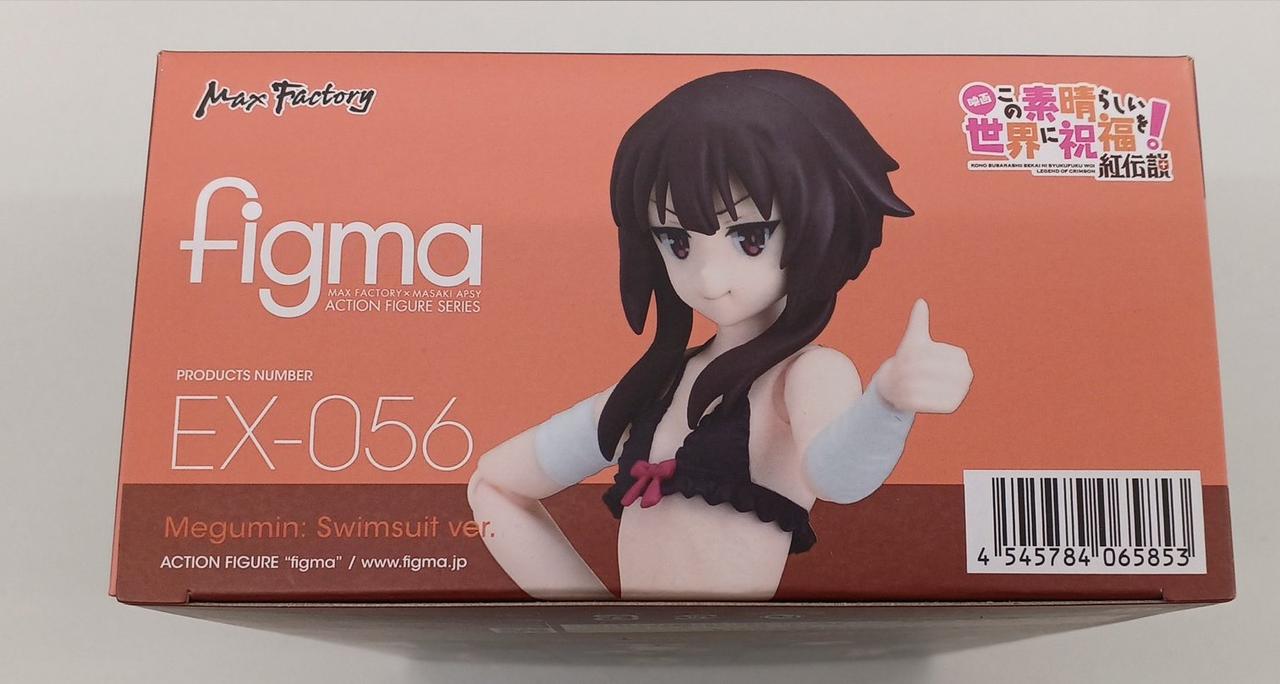 Max Factory
映画
この素晴らしい
世界に祝福を!
KONO SUBARASHII SEKAI NI SYUKUFUKU WO!
LEGEND OF CRIMSON
紅伝説
figma
MAX FACTORY×MASAKI APSY
ACTION FIGURE SERIES
PRODUCTS NUMBER
EX-056
Megumin: Swimsuit ver.
ACTION FIGURE “figma” / www.figma.jp
4 545784 065853